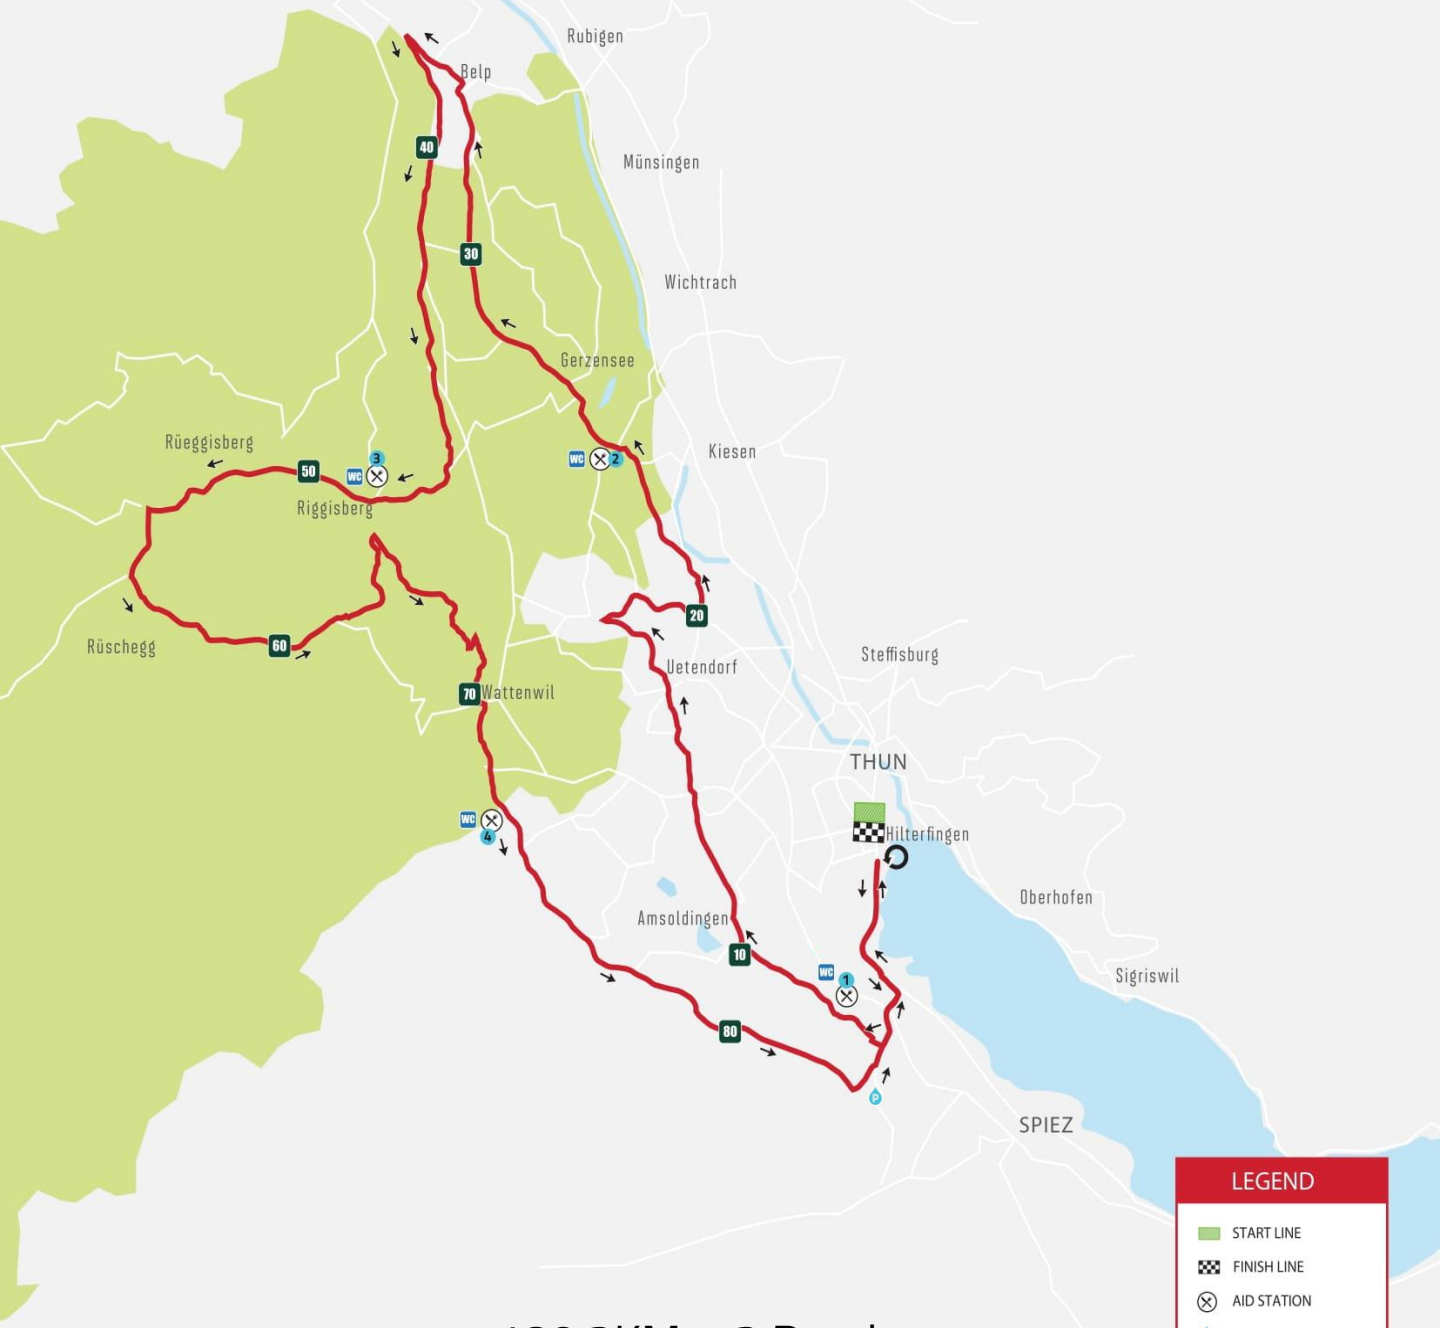 Rubigen
Belp
40
Münsingen
30
Wichtrach
Gerzensee
Rüeggisberg
3
WC
50
WC
2
Kiesen
Riggisberg
20
Rüschegg
60
Uetendorf
Steffisburg
70
Wattenwil
THUN
WC
4
Hilterfingen
Oberhofen
Amsoldingen
10
WC
1
Sigriswil
80
P
SPIEZ
LEGEND
START LINE
FINISH LINE
AID STATION